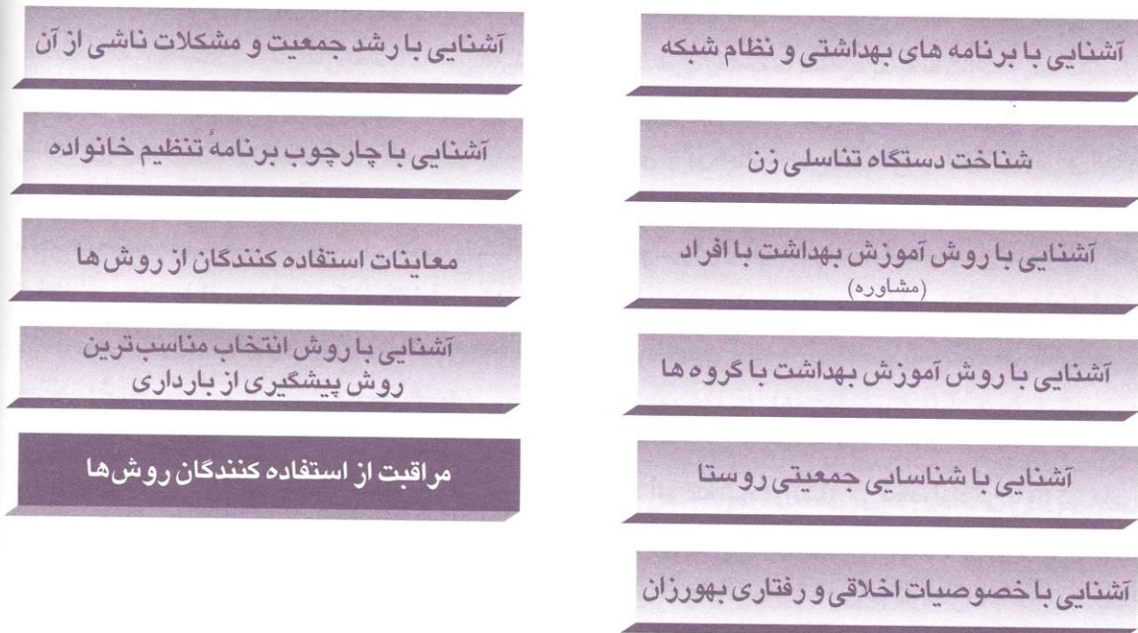 آشنایی با برنامه های بهداشتی و نظام شبکه
شناخت دستگاه تناسلی زن
آشنایی با روش آموزش بهداشت با افراد
(مشاوره)
آشنایی با روش آموزش بهداشت با گروه ها
آشنایی با شناسایی جمعیتی روستا
آشنایی با خصوصیات اخلاقی و رفتاری بهورزان
آشنایی با رشد جمعیت و مشکلات ناشی از آن
آشنایی با چارچوب برنامهٔ تنظیم خانواده
معاینات استفاده کنندگان از روش ها
آشنایی با روش انتخاب مناسب‌ترین
روش پیشگیری از بارداری
مراقبت از استفاده کنندگان روش‌ها